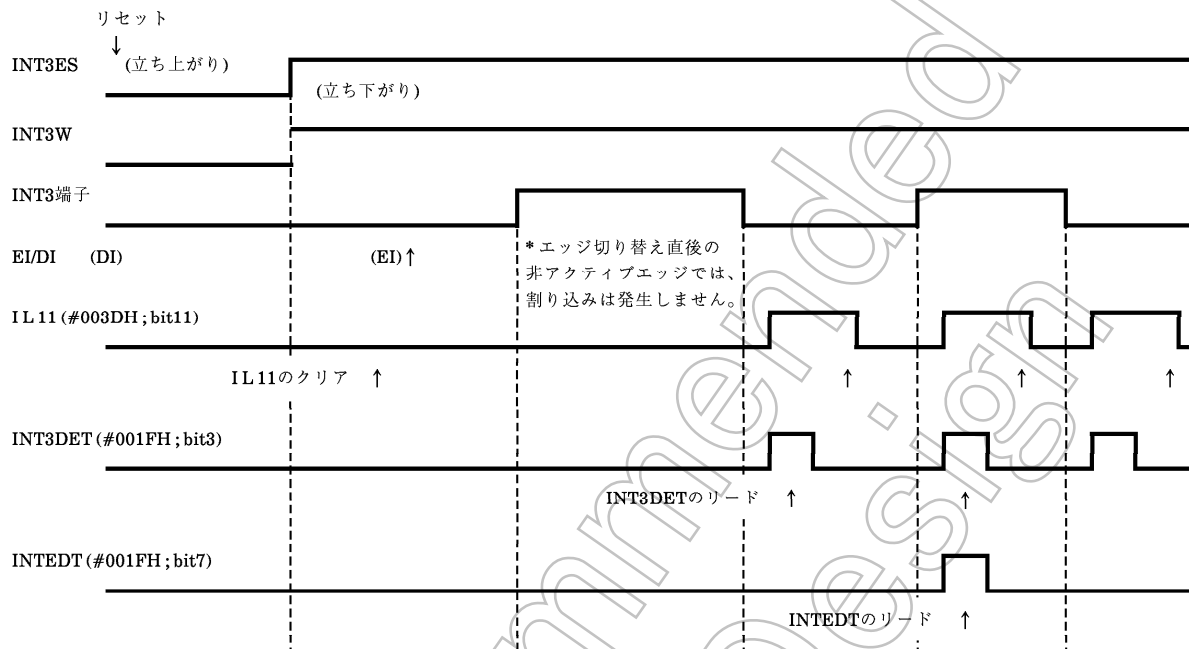 リセット
↓
INT3ES (立ち上がり)
(立ち下がり)
INT3W
INT3端子
EI/DI (DI) (EI)↑
*エッジ切り替え直後の
非アクティブエッジでは、
割り込みは発生しません。
IL11(#003DH;bit11)
IL11のクリア ↑ ↑ ↑ ↑
INT3DET(#001FH;bit3)
INT3DETのリード ↑ ↑
INTEDT(#001FH;bit7)
INTEDTのリード ↑
mmended
Design